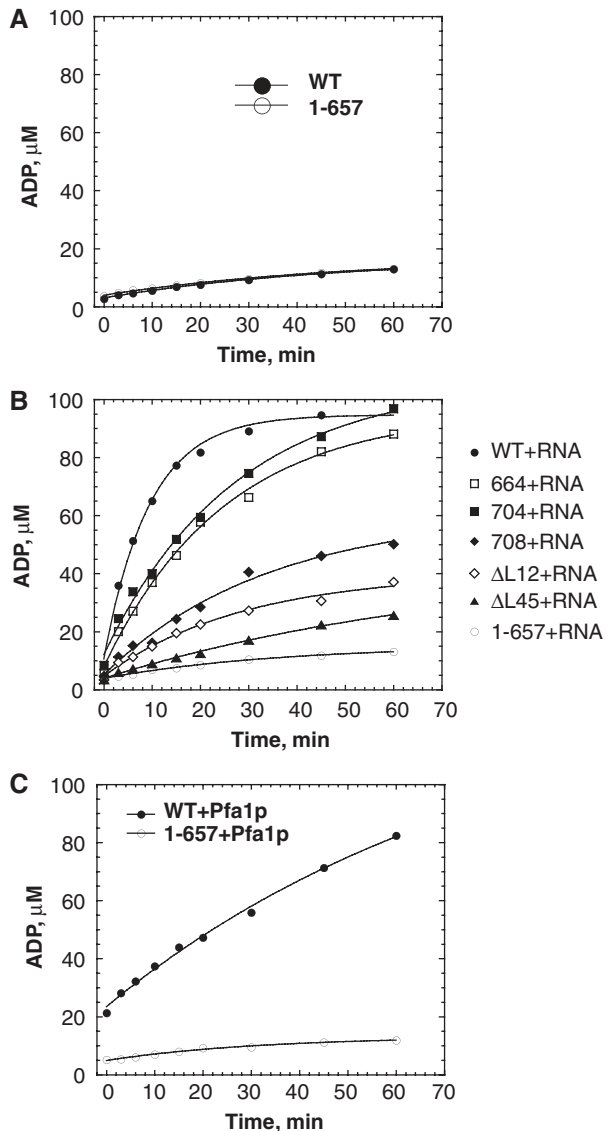 A
100
80
60
40
20
0
ADP, μM
WT
1-657
0 10 20 30 40 50 60 70
Time, min
B
100
80
60
40
20
0
ADP, μM
WT+RNA
664+RNA
704+RNA
708+RNA
ΔL12+RNA
ΔL45+RNA
1-657+RNA
0 10 20 30 40 50 60 70
Time, min
C
100
80
60
40
20
0
ADP, μM
WT+Pfa1p
1-657+Pfa1p
0 10 20 30 40 50 60 70
Time, min